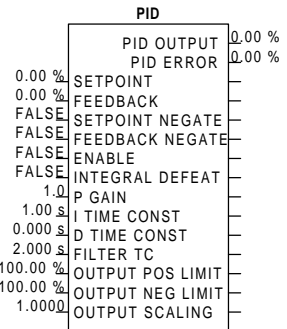 PID
PID OUTPUT 0.00 %
PID ERROR 0.00 %
0.00 % SETPOINT
0.00 % FEEDBACK
FALSE SETPOINT NEGATE
FALSE FEEDBACK NEGATE
FALSE ENABLE
FALSE INTEGRAL DEFEAT
1.0 P GAIN
1.00 s I TIME CONST
0.000 s D TIME CONST
2.000 s FILTER TC
100.00 % OUTPUT POS LIMIT
100.00 % OUTPUT NEG LIMIT
1.0000 OUTPUT SCALING